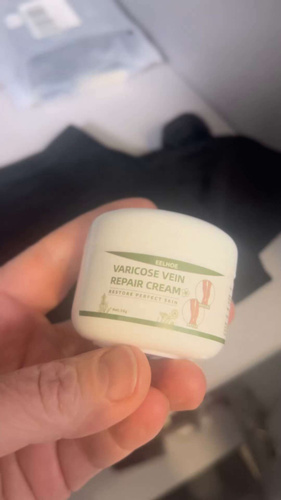 EELHOE
VARICOSE VEIN
REPAIR CREAM
RESTORE PERFECT SKIN